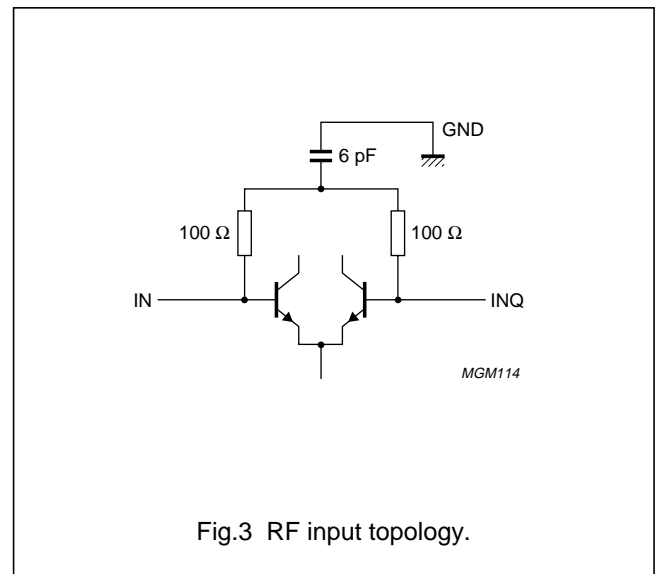 GND
6 pF
100 Ω
100 Ω
IN
INQ
MGM114
Fig.3 RF input topology.